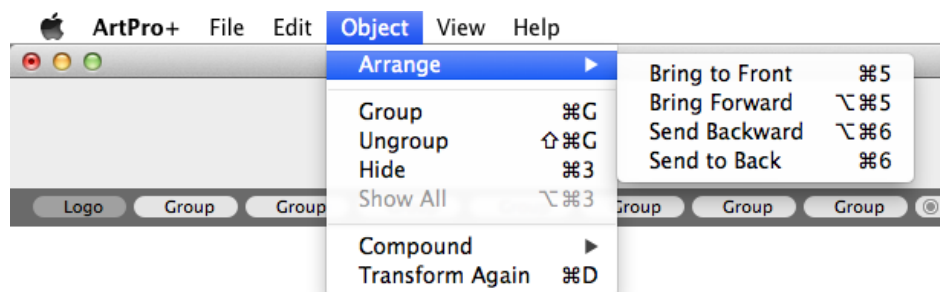 ArtPro+ File Edit Object View Help
Arrange ▶
Bring to Front ⌘5
Bring Forward ⌥⌘5
Send Backward ⌥⌘6
Send to Back ⌘6
Group ⌘G
Ungroup ⇧⌘G
Hide ⌘3
Show All ⌥⌘3
Logo Group Group Group Group Group
Compound ▶
Transform Again ⌘D